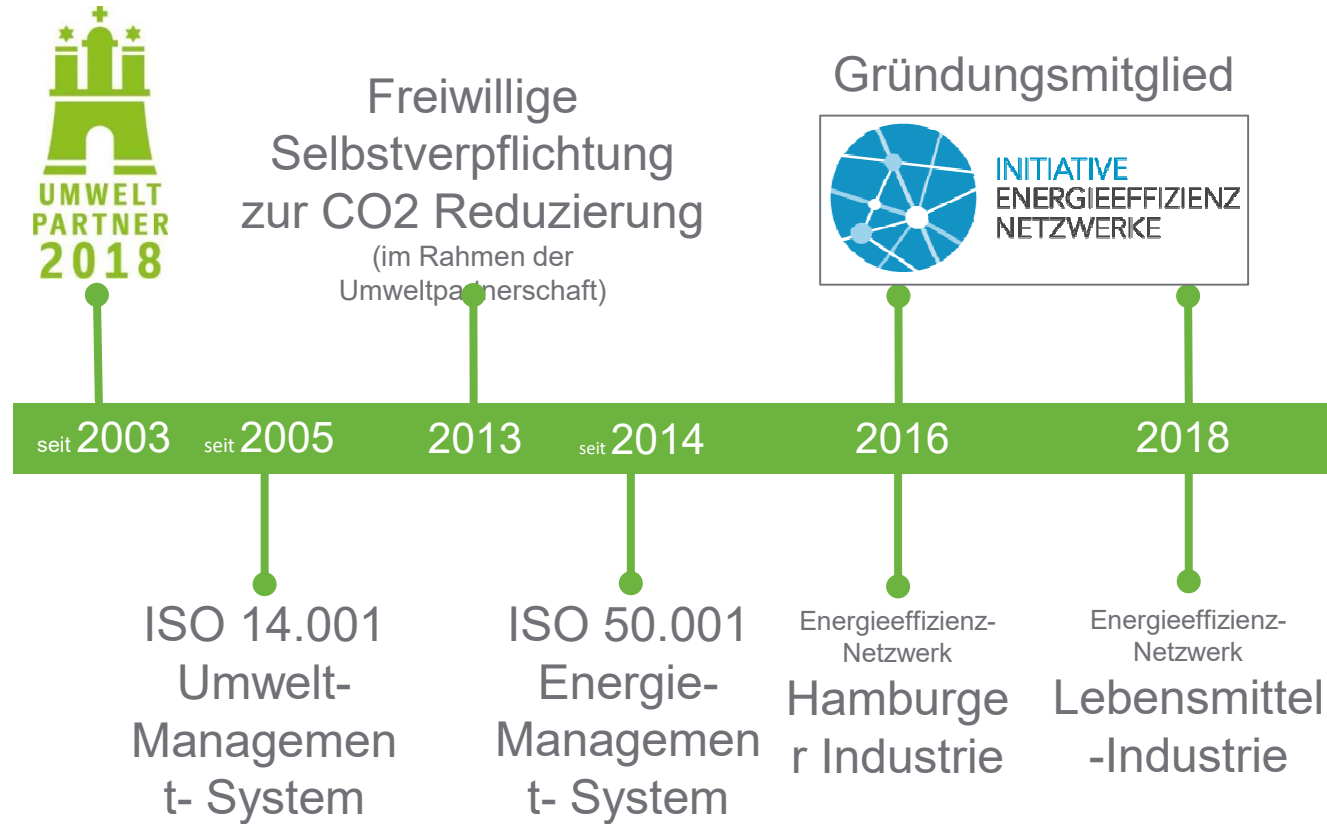 UMWELT
PARTNER
2018
Freiwillige
Selbstverpflichtung
zur CO2 Reduzierung
(im Rahmen der
Umweltpartnerschaft)
Gründungsmitglied
INITIATIVE
ENERGIEEFFIZIENZ
NETZWERKE
seit 2003 seit 2005 2013 seit 2014 2016 2018
ISO 14.001
Umwelt-
Managemen
t- System
ISO 50.001
Energie-
Managemen
t- System
Energieeffizienz-
Netzwerk
Hamburge
r Industrie
Energieeffizienz-
Netzwerk
Lebensmittel
-Industrie